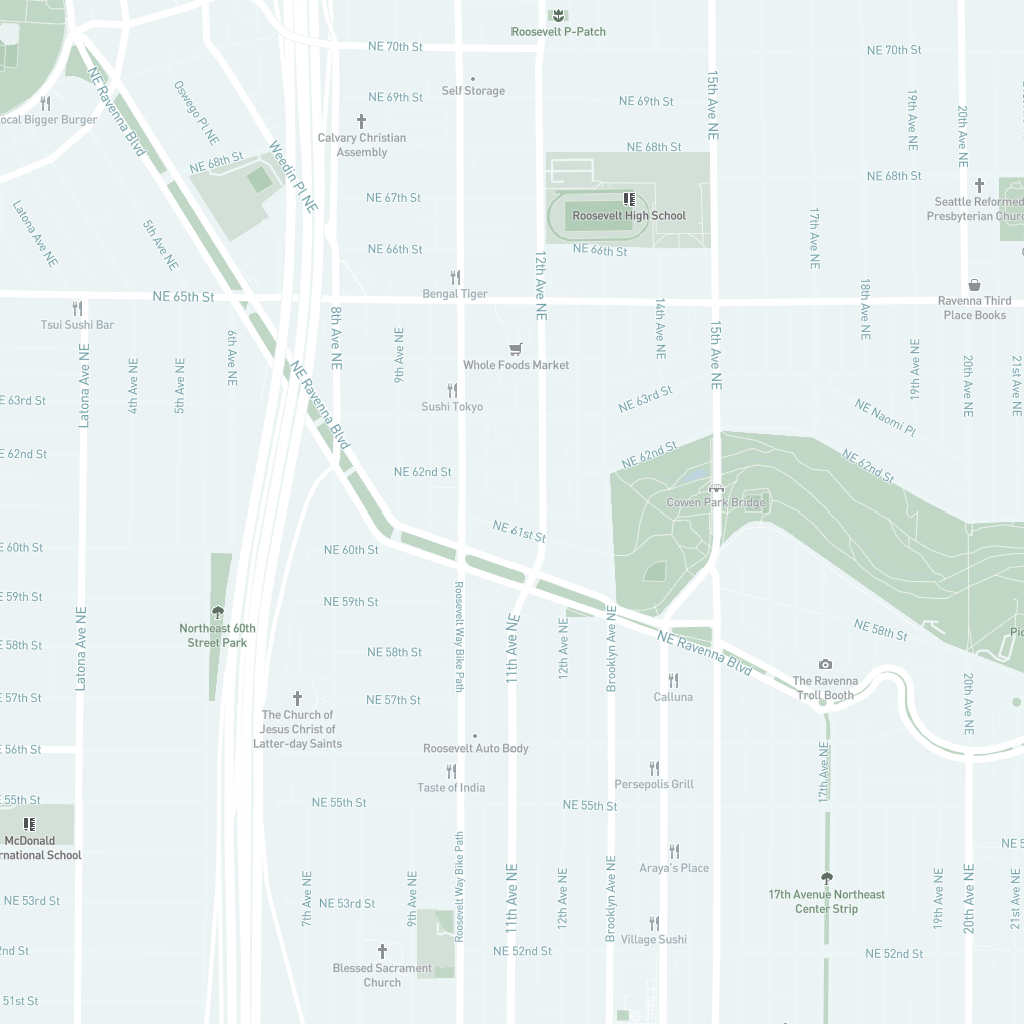 Roosevelt P-Patch
NE 70th St
NE 70th St
NE Ravenna Blvd
Oswego Pl NE
Self Storage
NE 69th St
NE 69th St
15th Ave NE
19th Ave NE
20th Ave NE
ocal Bigger Burger
Calvary Christian
Assembly
Weedin Pl NE
NE 68th St
NE 68th St
NE 68th St
NE 67th St
Roosevelt High School
Seattle Reformed
Presbyterian Churc
Latona Ave NE
5th Ave NE
17th Ave NE
NE 66th St
NE 66th St
12th Ave NE
Bengal Tiger
NE 65th St
Tsui Sushi Bar
8th Ave NE
14th Ave NE
18th Ave NE
Ravenna Third
Place Books
6th Ave NE
9th Ave NE
15th Ave NE
19th Ave NE
20th Ave NE
21st Ave NE
Latona Ave NE
4th Ave NE
5th Ave NE
Whole Foods Market
NE Ravenna Blvd
NE 63rd St
NE 63rd St
Sushi Tokyo
NE Naomi Pl
NE 62nd St
NE 62nd St
NE 62nd St
NE 62nd St
Cowen Park Bridge
NE 61st St
E 60th St
NE 60th St
NE 59th St
NE 59th St
Roosevelt Way Bike Path
Northeast 60th
Street Park
Latona Ave NE
11th Ave NE
12th Ave NE
Brooklyn Ave NE
NE 58th St
NE 58th St
NE 58th St
NE Ravenna Blvd
Pic
The Ravenna
Troll Booth
Calluna
20th Ave NE
NE 57th St
NE 57th St
The Church of
Jesus Christ of
Latter-day Saints
E 56th St
Roosevelt Auto Body
17th Ave NE
Taste of India
Persepolis Grill
E 55th St
NE 55th St
NE 55th St
McDonald
rnational School
NE 5
Araya's Place
Roosevelt Way Bike Path
11th Ave NE
12th Ave NE
Brooklyn Ave NE
17th Avenue Northeast
Center Strip
19th Ave NE
20th Ave NE
21st Ave NE
NE 53rd St
7th Ave NE
NE 53rd St
9th Ave NE
Village Sushi
2nd St
NE 52nd St
NE 52nd St
Blessed Sacrament
Church
51st St